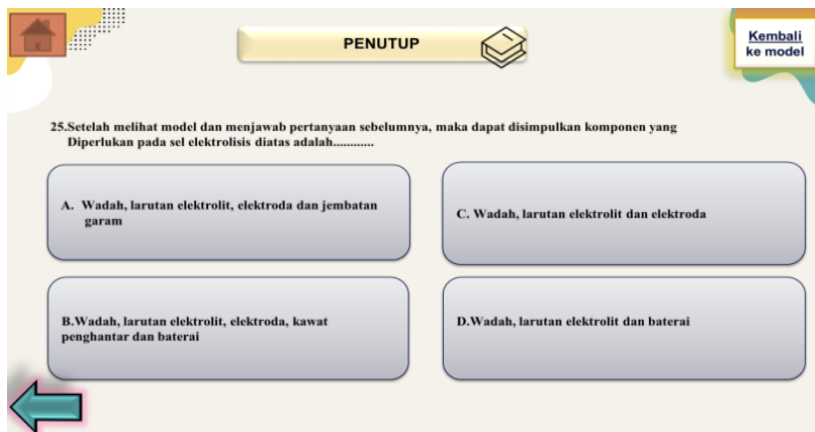 PENUTUP
Kembali
ke model
25.Setelah melihat model dan menjawab pertanyaan sebelumnya, maka dapat disimpulkan komponen yang
Diperlukan pada sel elektrolisis diatas adalah............
A. Wadah, larutan elektrolit, elektroda dan jembatan
garam
C. Wadah, larutan elektrolit dan elektroda
B.Wadah, larutan elektrolit, elektroda, kawat
penghantar dan baterai
D.Wadah, larutan elektrolit dan baterai